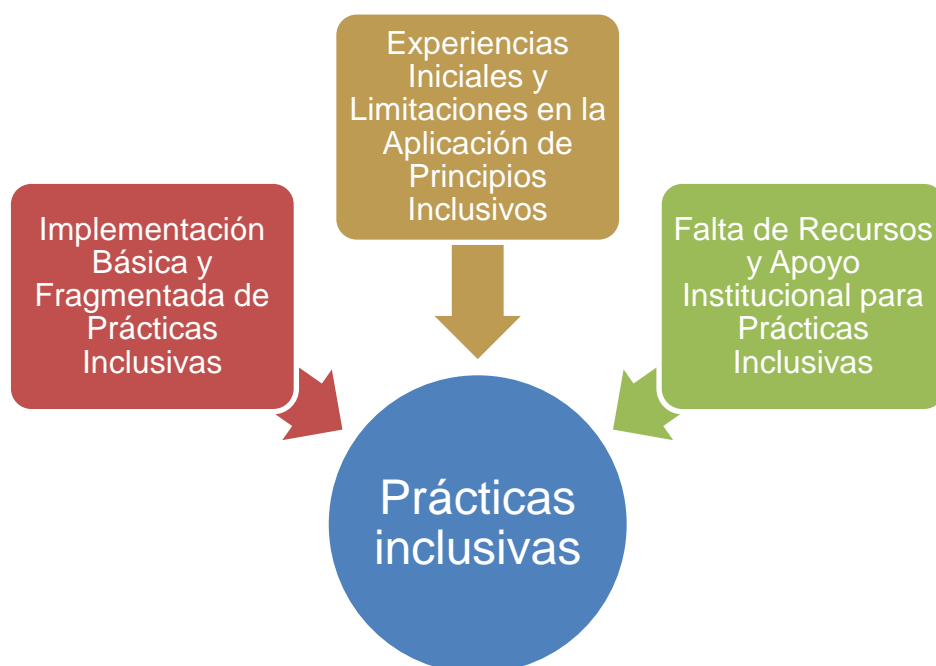 Experiencias
Iniciales y
Limitaciones en la
Aplicación de
Principios
Inclusivos
Implementación
Básica y
Fragmentada de
Prácticas
Inclusivas
Falta de Recursos
y Apoyo
Institucional para
Prácticas
Inclusivas
Prácticas
inclusivas